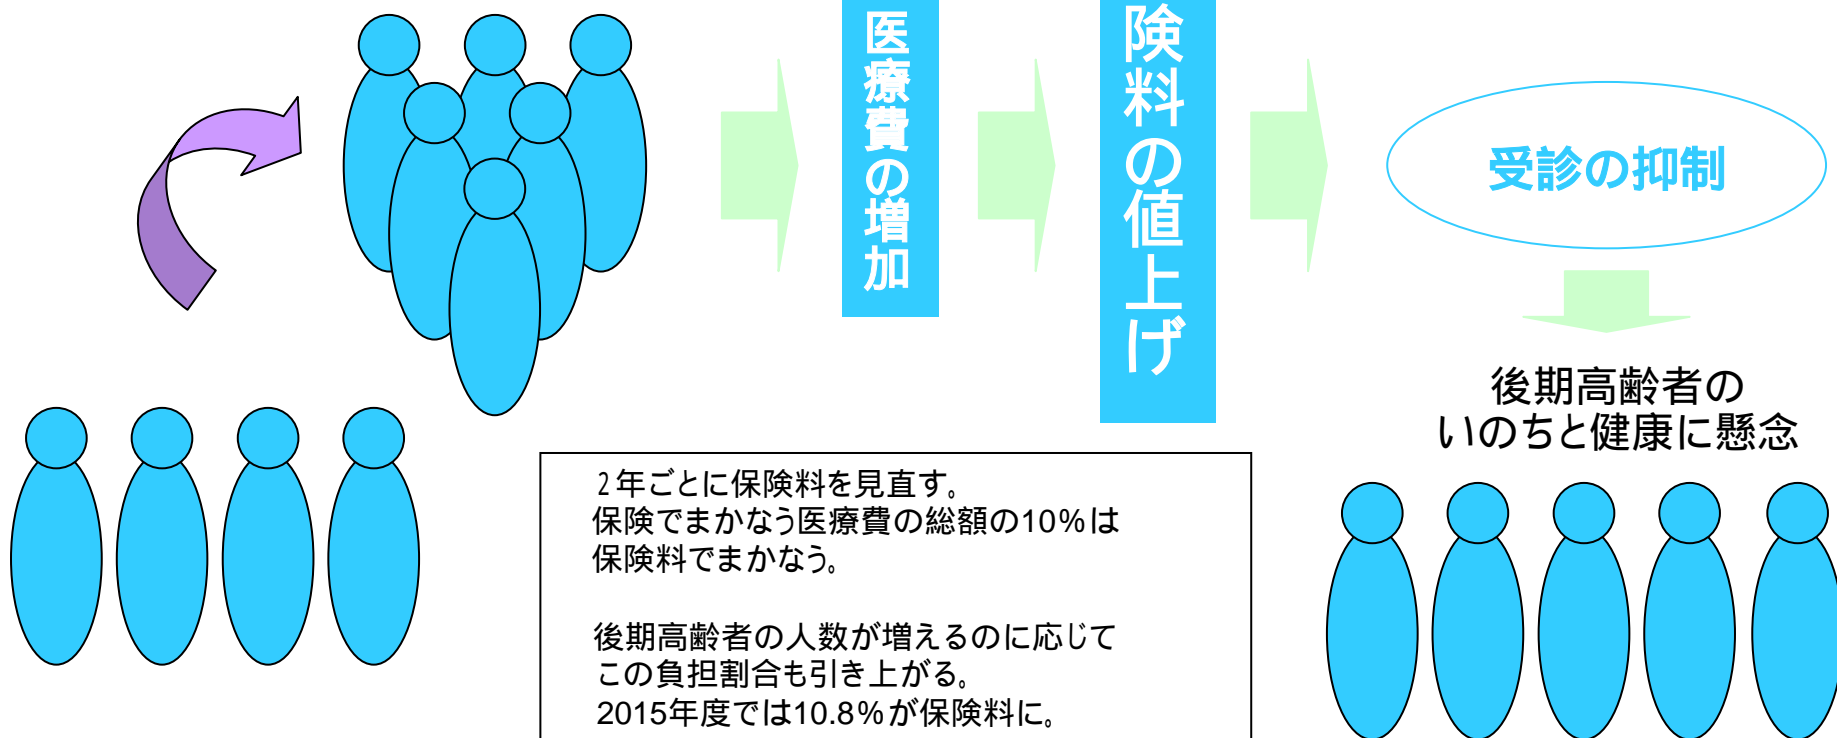 医療費の増加
険料の値上げ
受診の抑制
後期高齢者の
いのちと健康に懸念
2年ごとに保険料を見直す。
保険でまかなう医療費の総額の10%は
保険料でまかなう。
後期高齢者の人数が増えるのに応じて
この負担割合も引き上がる。
2015年度では10.8%が保険料に。